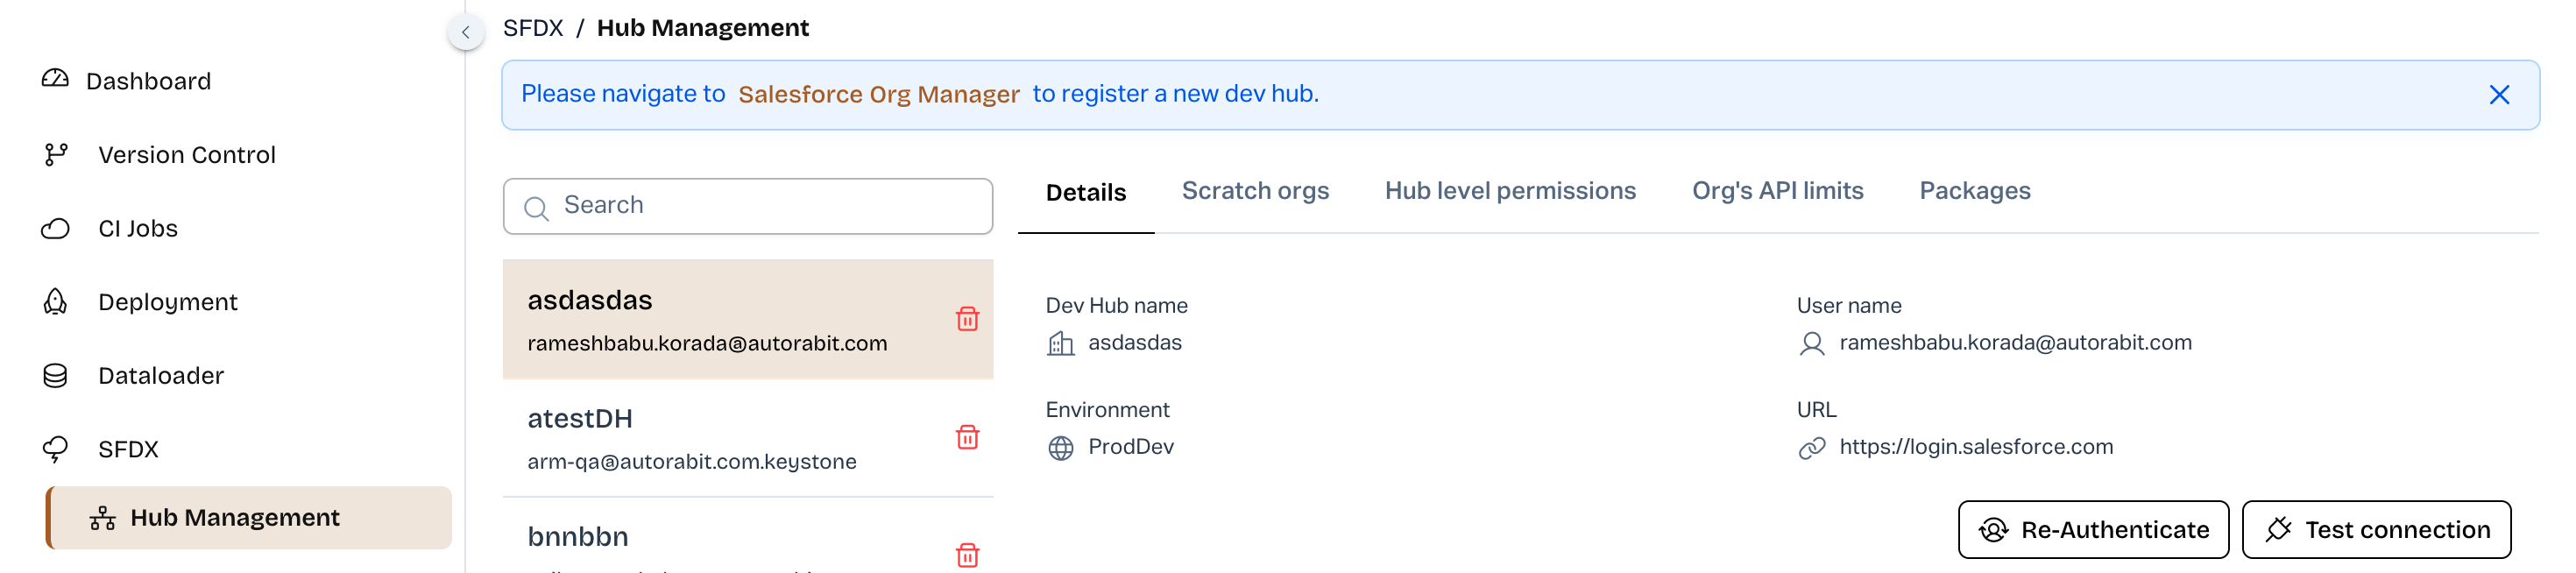 Dashboard
Version Control
CI Jobs
Deployment
Dataloader
SFDX
Hub Management
SFDX / Hub Management
Please navigate to Salesforce Org Manager to register a new dev hub.
Search
asdasdas
rameshbabu.korada@autorabit.com
atestDH
arm-qa@autorabit.com.keystone
bnnbbn
Details Scratch orgs Hub level permissions Org's API limits Packages
Dev Hub name
asdasdas
User name
rameshbabu.korada@autorabit.com
Environment
ProdDev
URL
https://login.salesforce.com
Re-Authenticate Test connection